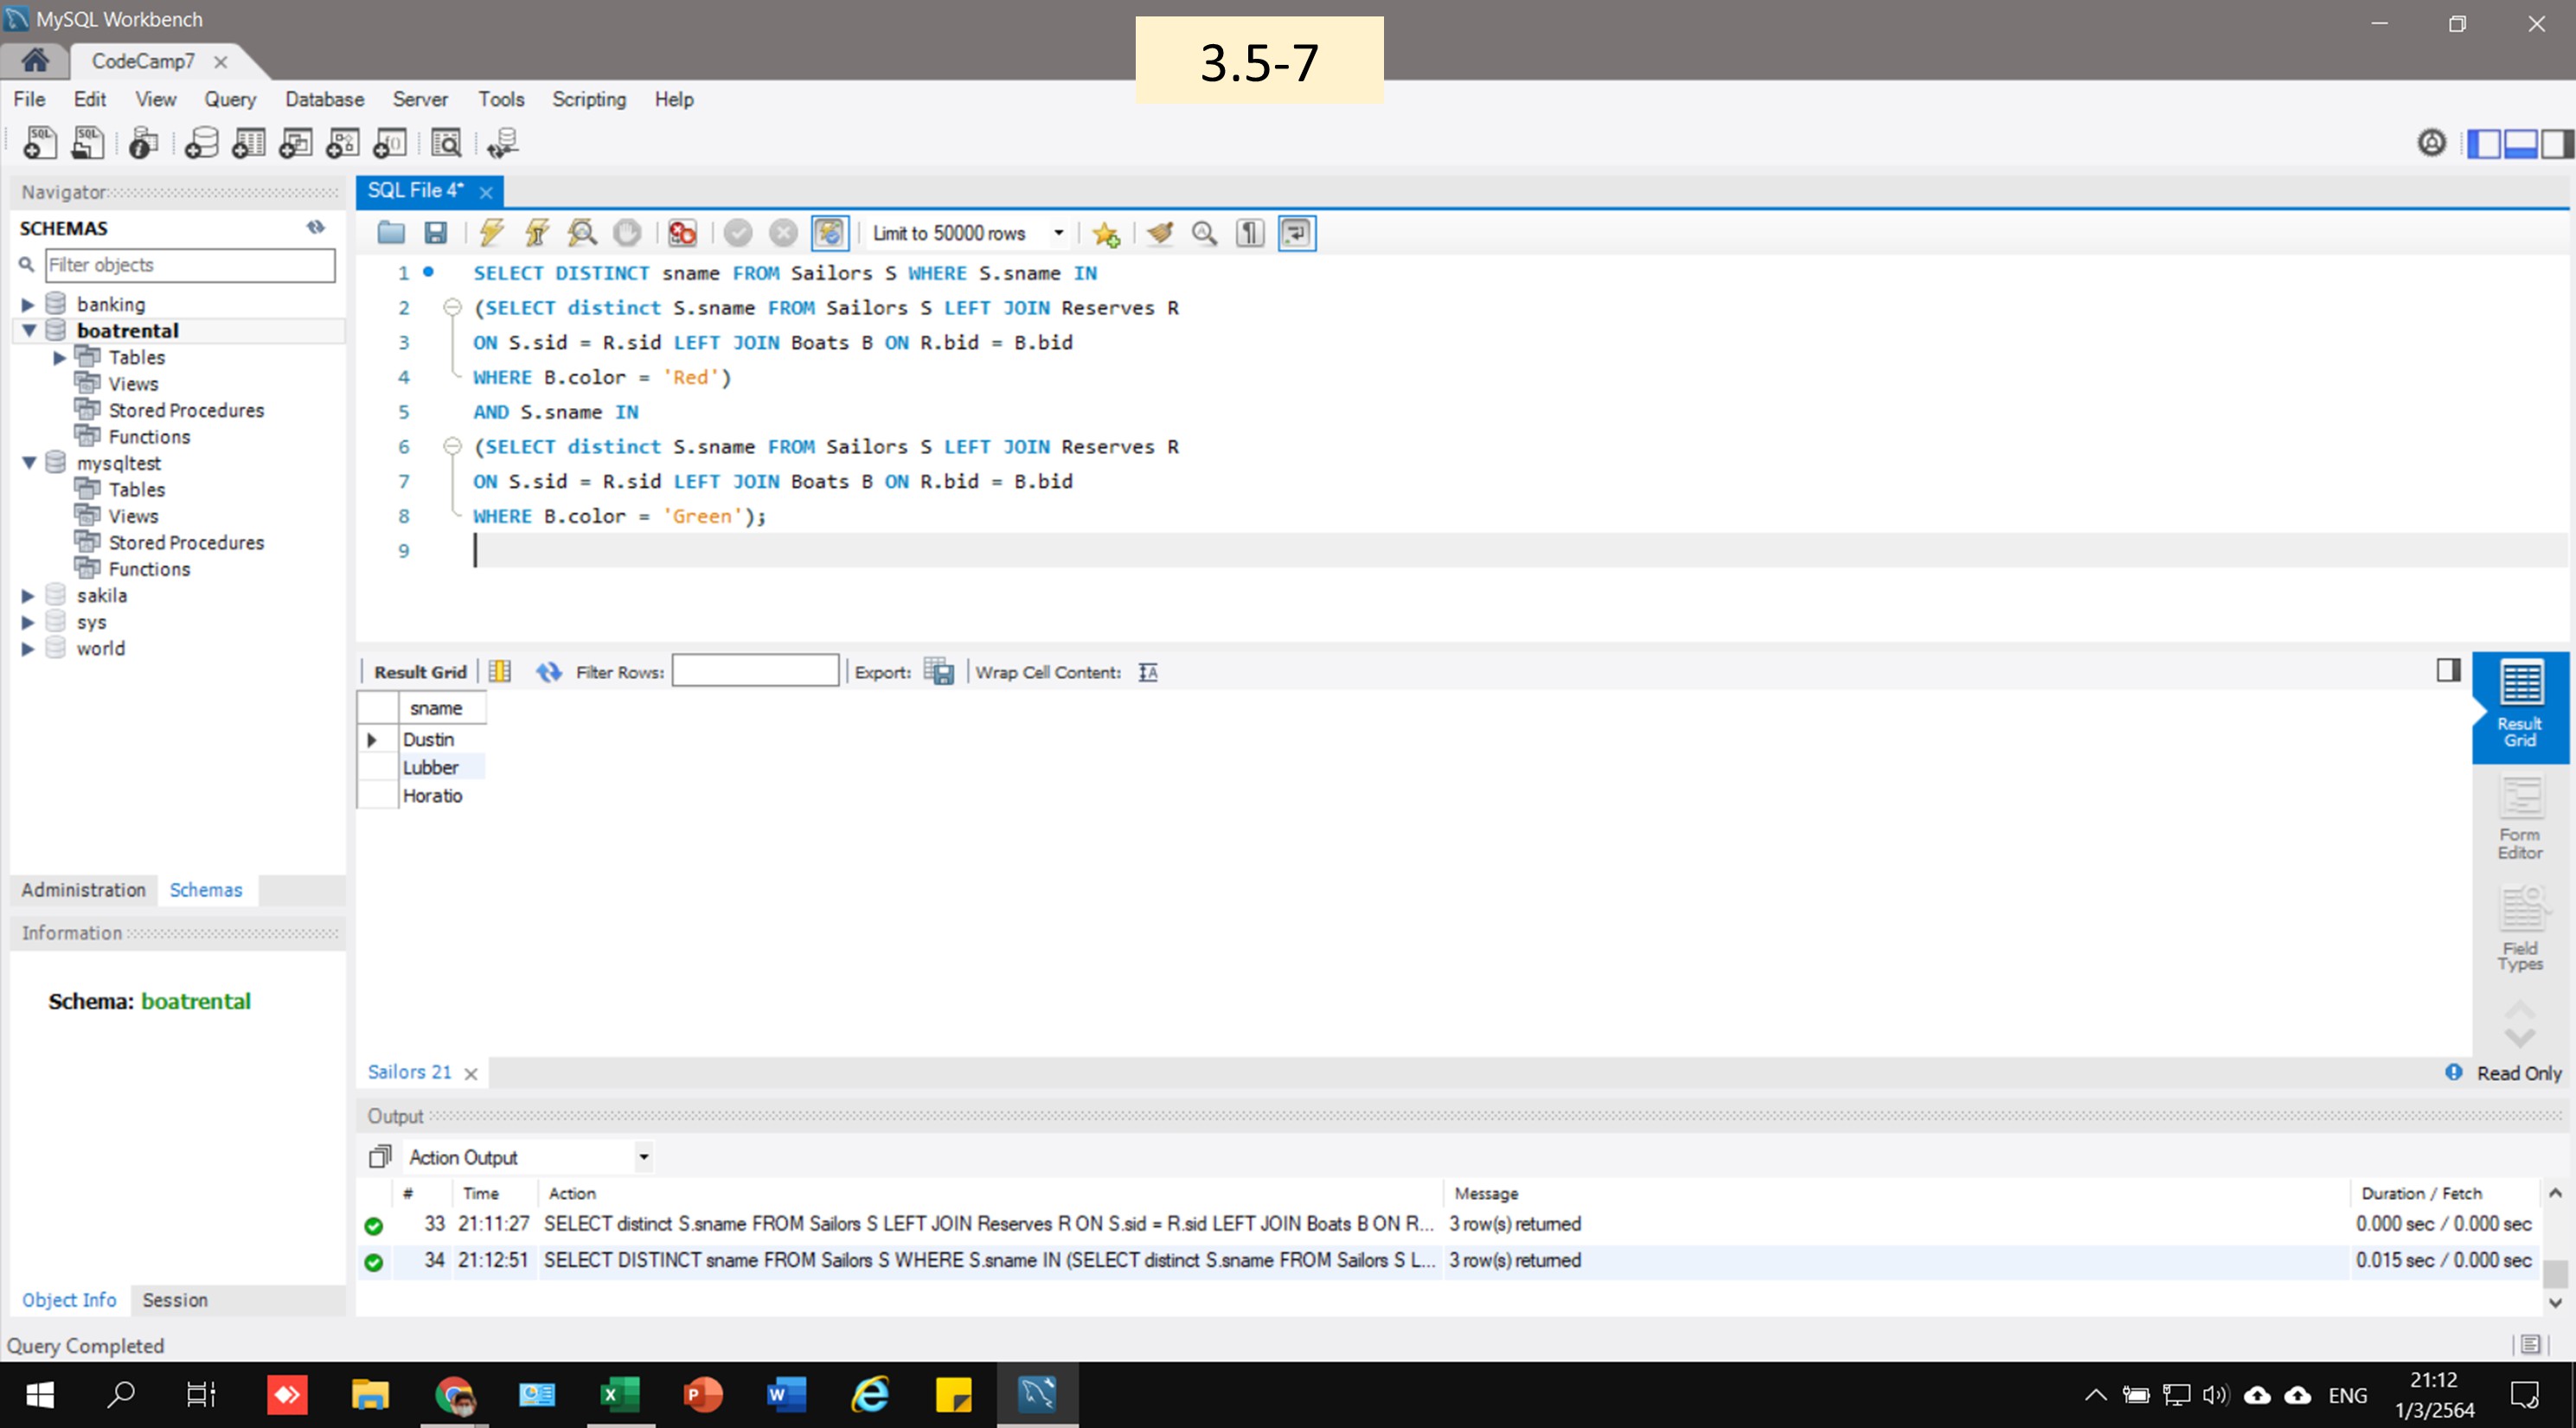 MySQL Workbench
3.5-7
CodeCamp7
File Edit View Query Database Server Tools Scripting Help
Navigator
SQL File 4*
SCHEMAS
Limit to 50000 rows
Filter objects
banking
boatrental
Tables
Views
Stored Procedures
Functions
mysqltest
Tables
Views
Stored Procedures
Functions
sakila
sys
world
1 SELECT DISTINCT sname FROM Sailors S WHERE S.sname IN
2 (SELECT distinct S.sname FROM Sailors S LEFT JOIN Reserves R
3 ON S.sid = R.sid LEFT JOIN Boats B ON R.bid = B.bid
4 WHERE B.color = 'Red')
5 AND S.sname IN
6 (SELECT distinct S.sname FROM Sailors S LEFT JOIN Reserves R
7 ON S.sid = R.sid LEFT JOIN Boats B ON R.bid = B.bid
8 WHERE B.color = 'Green');
9
Result Grid Filter Rows: Export: Wrap Cell Content:
sname
Dustin
Lubber
Horatio
Result
Grid
Form
Editor
Field
Types
Administration Schemas
Information
Schema: boatrental
Sailors 21
Read Only
Output
Action Output
# Time Action Message Duration / Fetch
33 21:11:27 SELECT distinct S.sname FROM Sailors S LEFT JOIN Reserves R ON S.sid = R.sid LEFT JOIN Boats B ON R... 3 row(s) returned 0.000 sec / 0.000 sec
34 21:12:51 SELECT DISTINCT sname FROM Sailors S WHERE S.sname IN (SELECT distinct S.sname FROM Sailors S L... 3 row(s) returned 0.015 sec / 0.000 sec
Object Info Session
Query Completed
ENG
21:12
1/3/2564